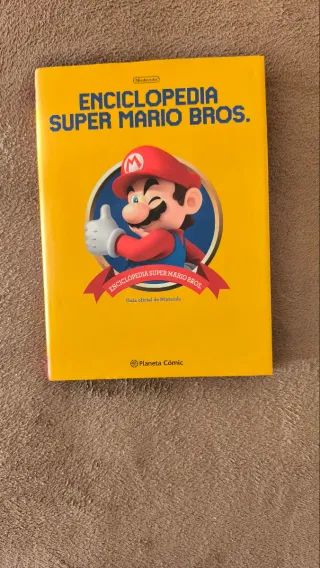 Nintendo
ENCICLOPEDIA
SUPER MARIO BROS.
M
ENCICLOPEDIA SUPER MARIO BROS.
Guía oficial de Nintendo
Planeta Cómic